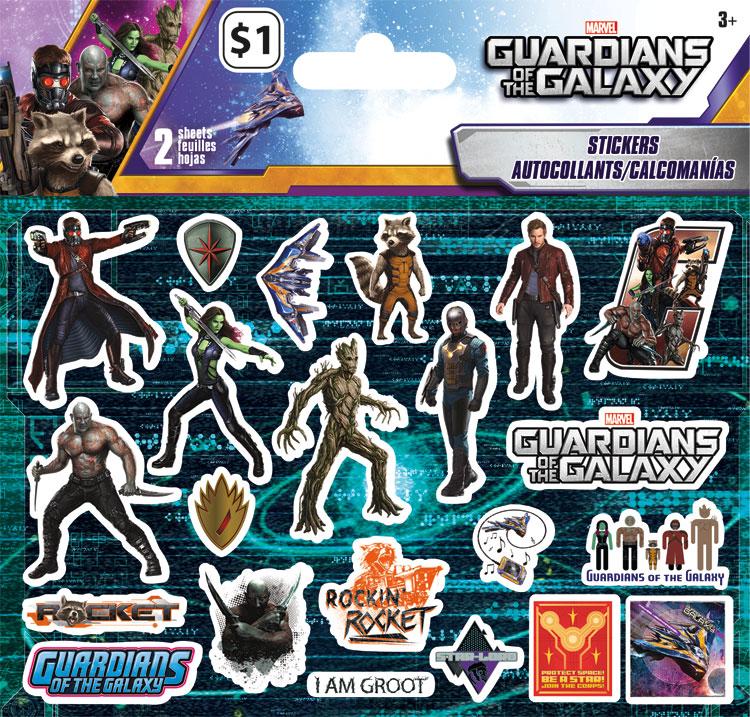 $1
2 sheets
feuilles
hojas
MARVEL
GUARDIANS
OF THE GALAXY
3+
STICKERS
AUTOCOLLANTS/CALCOMANÍAS
MARVEL
GUARDIANS
OF THE GALAXY
GUARDIANS OF THE GALAXY
ROCKET
ROCKIN'
ROCKET
GUARDIANS
OF THE GALAXY
I AM GROOT
STAR-LORD
PROTECT SPACE!
BE A STAR!
JOIN THE CORPS!